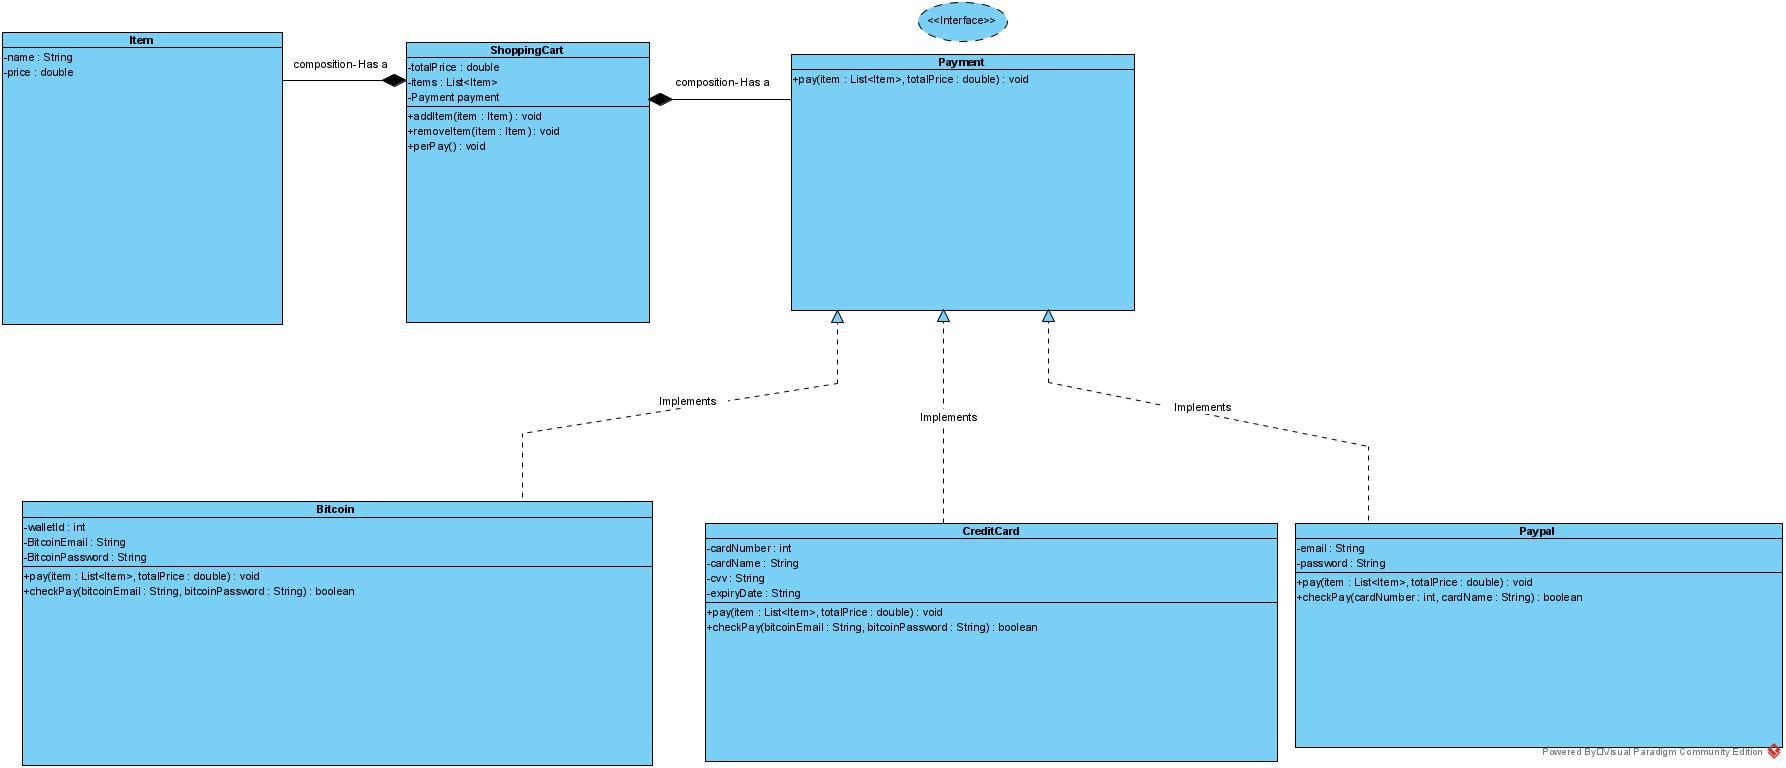 <<Interface>>
Item
-name : String
-price : double
composition- Has a
ShoppingCart
-totalPrice : double
-items : List<Item>
-Payment payment
+addItem(item : Item) : void
+removeItem(item : Item ) : void
+perPay() : void
composition- Has a
Payment
+pay(item : List<Item>, totalPrice : double) : void
Implements
Implements
Implements
Bitcoin
-walletId : int
-BitcoinEmail : String
-BitcoinPassword : String
+pay(item : List<Item>, totalPrice : double) : void
+checkPay(bitcoinEmail : String, bitcoinPassword : String) : boolean
CreditCard
-cardNumber : int
-cardName : String
-cvv : String
-expiryDate : String
+pay(item : List<Item>, totalPrice : double) : void
+checkPay(bitcoinEmail : String, bitcoinPassword : String) : boolean
Paypal
-email : String
-password : String
+pay(item : List<Item>, totalPrice : double) : void
+checkPay(cardNumber : int, cardName : String) : boolean
Powered By Visual Paradigm Community Edition